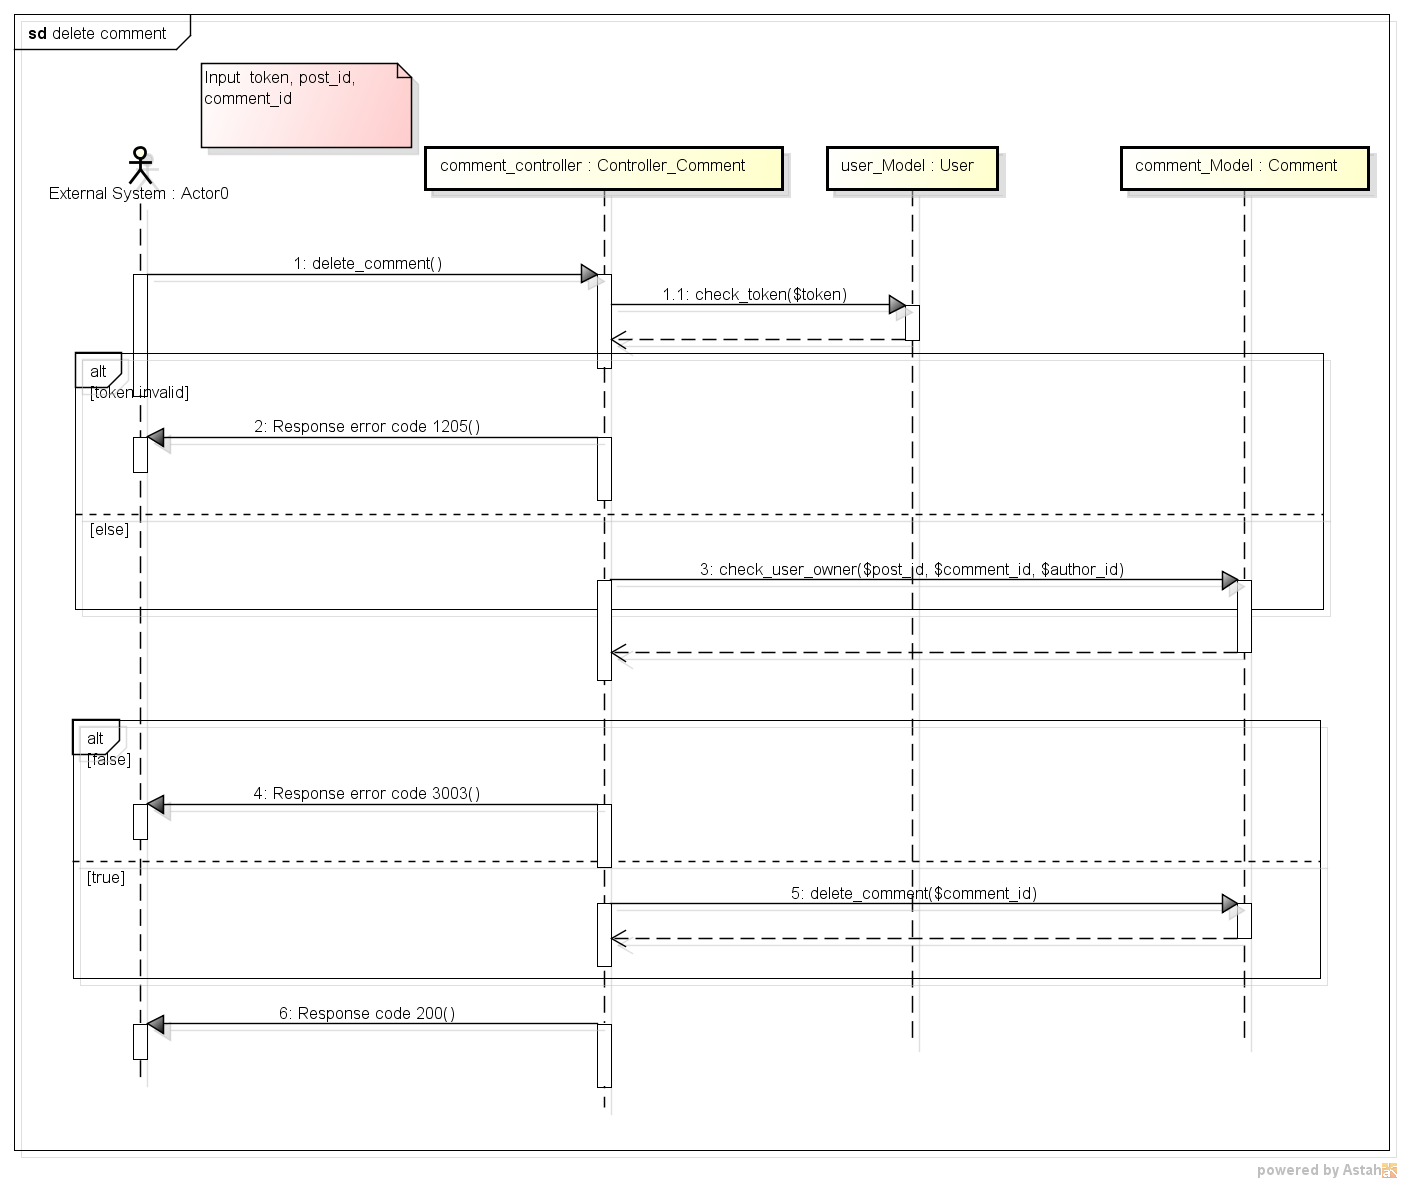 sd delete comment
Input  token, post_id,
comment_id
External System : Actor0
comment_controller : Controller_Comment
user_Model : User
comment_Model : Comment
1: delete_comment()
1.1: check_token($token)
alt
[token invalid]
2: Response error code 1205()
[else]
3: check_user_owner($post_id, $comment_id, $author_id)
alt
[false]
4: Response error code 3003()
[true]
5: delete_comment($comment_id)
6: Response code 200()
powered by Astah